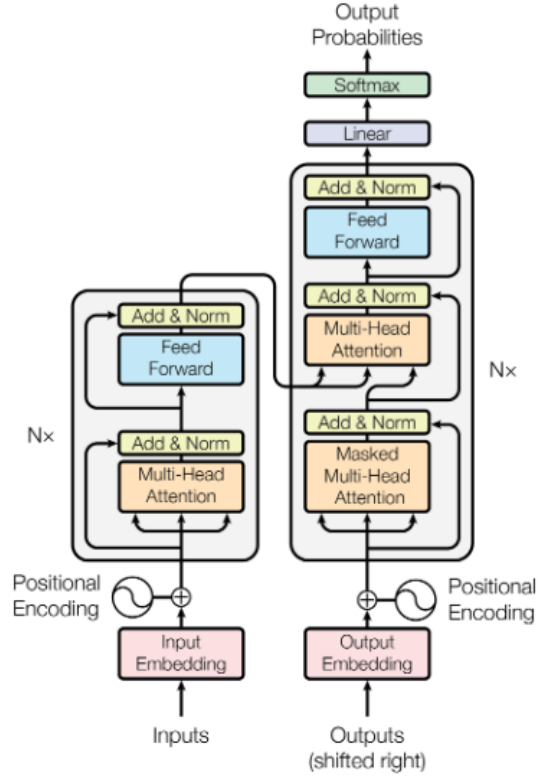 Output
Probabilities
Softmax
Linear
Add & Norm
Feed
Forward
Add & Norm
Multi-Head
Attention
Add & Norm
Masked
Multi-Head
Attention
Nx
Add & Norm
Feed
Forward
Add & Norm
Multi-Head
Attention
Nx
Positional
Encoding
Positional
Encoding
Input
Embedding
Output
Embedding
Inputs
Outputs
(shifted right)